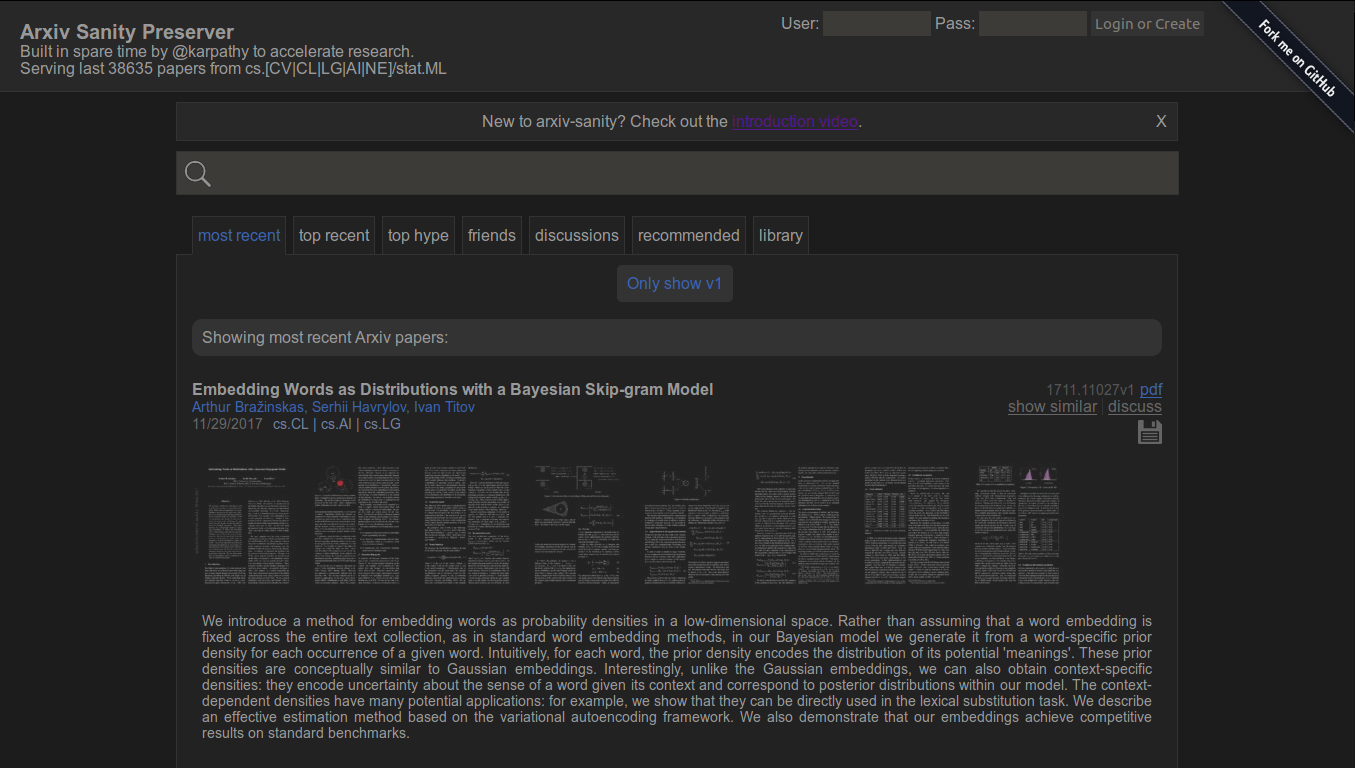 Arxiv Sanity Preserver
Built in spare time by @karpathy to accelerate research.
Serving last 38635 papers from cs.[CV|CL|LG|AI|NE]/stat.ML
User: Pass: Login or Create
Fork me on GitHub
New to arxiv-sanity? Check out the introduction video. X
most recent top recent top hype friends discussions recommended library
Only show v1
Showing most recent Arxiv papers:
Embedding Words as Distributions with a Bayesian Skip-gram Model
1711.11027v1 pdf
Arthur Bražinskas, Serhii Havrylov, Ivan Titov
show similar | discuss
11/29/2017 cs.CL | cs.AI | cs.LG
We introduce a method for embedding words as probability densities in a low-dimensional space. Rather than assuming that a word embedding is
fixed across the entire text collection, as in standard word embedding methods, in our Bayesian model we generate it from a word-specific prior
density for each occurrence of a given word. Intuitively, for each word, the prior density encodes the distribution of its potential 'meanings'. These prior
densities are conceptually similar to Gaussian embeddings. Interestingly, unlike the Gaussian embeddings, we can also obtain context-specific
densities: they encode uncertainty about the sense of a word given its context and correspond to posterior distributions within our model. The context-
dependent densities have many potential applications: for example, we show that they can be directly used in the lexical substitution task. We describe
an effective estimation method based on the variational autoencoding framework. We also demonstrate that our embeddings achieve competitive
results on standard benchmarks.